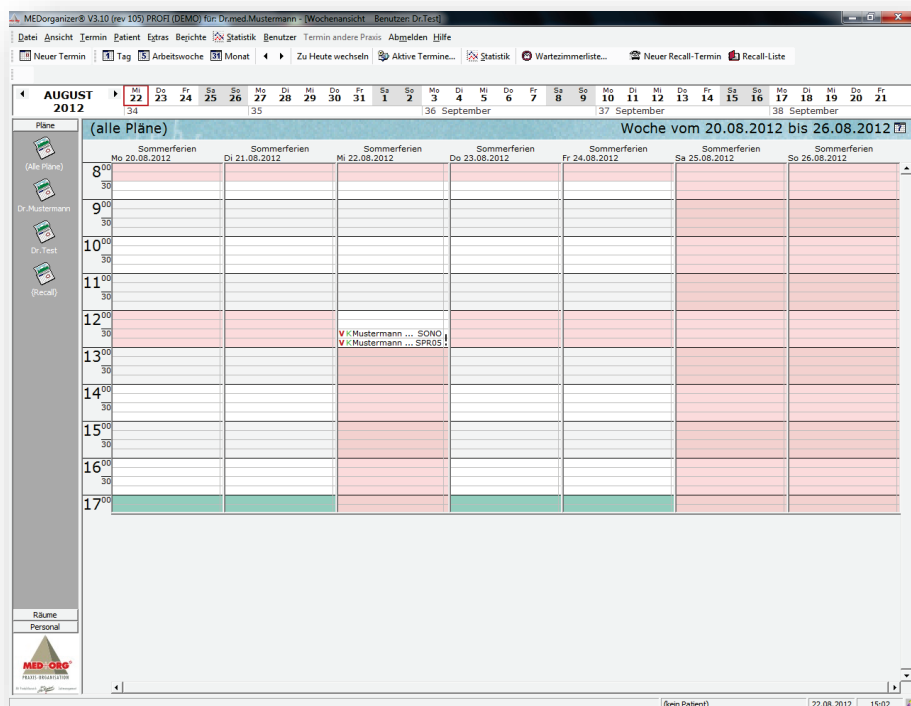 MEDorganizer® V3.10 (rev 105) PROFI (DEMO) für: Dr.med.Mustermann - [Wochenansicht Benutzer: Dr.Test]
Datei Ansicht Termin Patient Extras Berichte Statistik Benutzer Termin andere Praxis Abmelden Hilfe
Neuer Termin 1 Tag 5 Arbeitswoche 31 Monat Zu Heute wechseln Aktive Termine... Statistik Wartezimmerliste... Neuer Recall-Termin Recall-Liste
AUGUST 2012
Mi Do Fr Sa So Mo Di Mi Do Fr Sa So Mo Di Mi Do Fr Sa So Mo Di Mi Do Fr Sa So Mo Di Mi Do Fr
22 23 24 25 26 27 28 29 30 31 1 2 3 4 5 6 7 8 9 10 11 12 13 14 15 16 17 18 19 20 21
34 35 36 September 37 September 38 September
Pläne
(alle Pläne) Woche vom 20.08.2012 bis 26.08.2012 7
Sommerferien Sommerferien Sommerferien Sommerferien Sommerferien Sommerferien Sommerferien
Mo 20.08.2012 Di 21.08.2012 Mi 22.08.2012 Do 23.08.2012 Fr 24.08.2012 Sa 25.08.2012 So 26.08.2012
(Alle Pläne)
Dr.Mustermann
Dr.Test
(Recall)
8 00
30
9 00
30
10 00
30
11 00
30
12 00
30
V K Mustermann ... SONO
V K Mustermann ... SPR05 !
13 00
30
14 00
30
15 00
30
16 00
30
17 00
Räume
Personal
MED ORG®
PRAXIS-ORGANISATION
(kein Patient) 22.08.2012 15:02